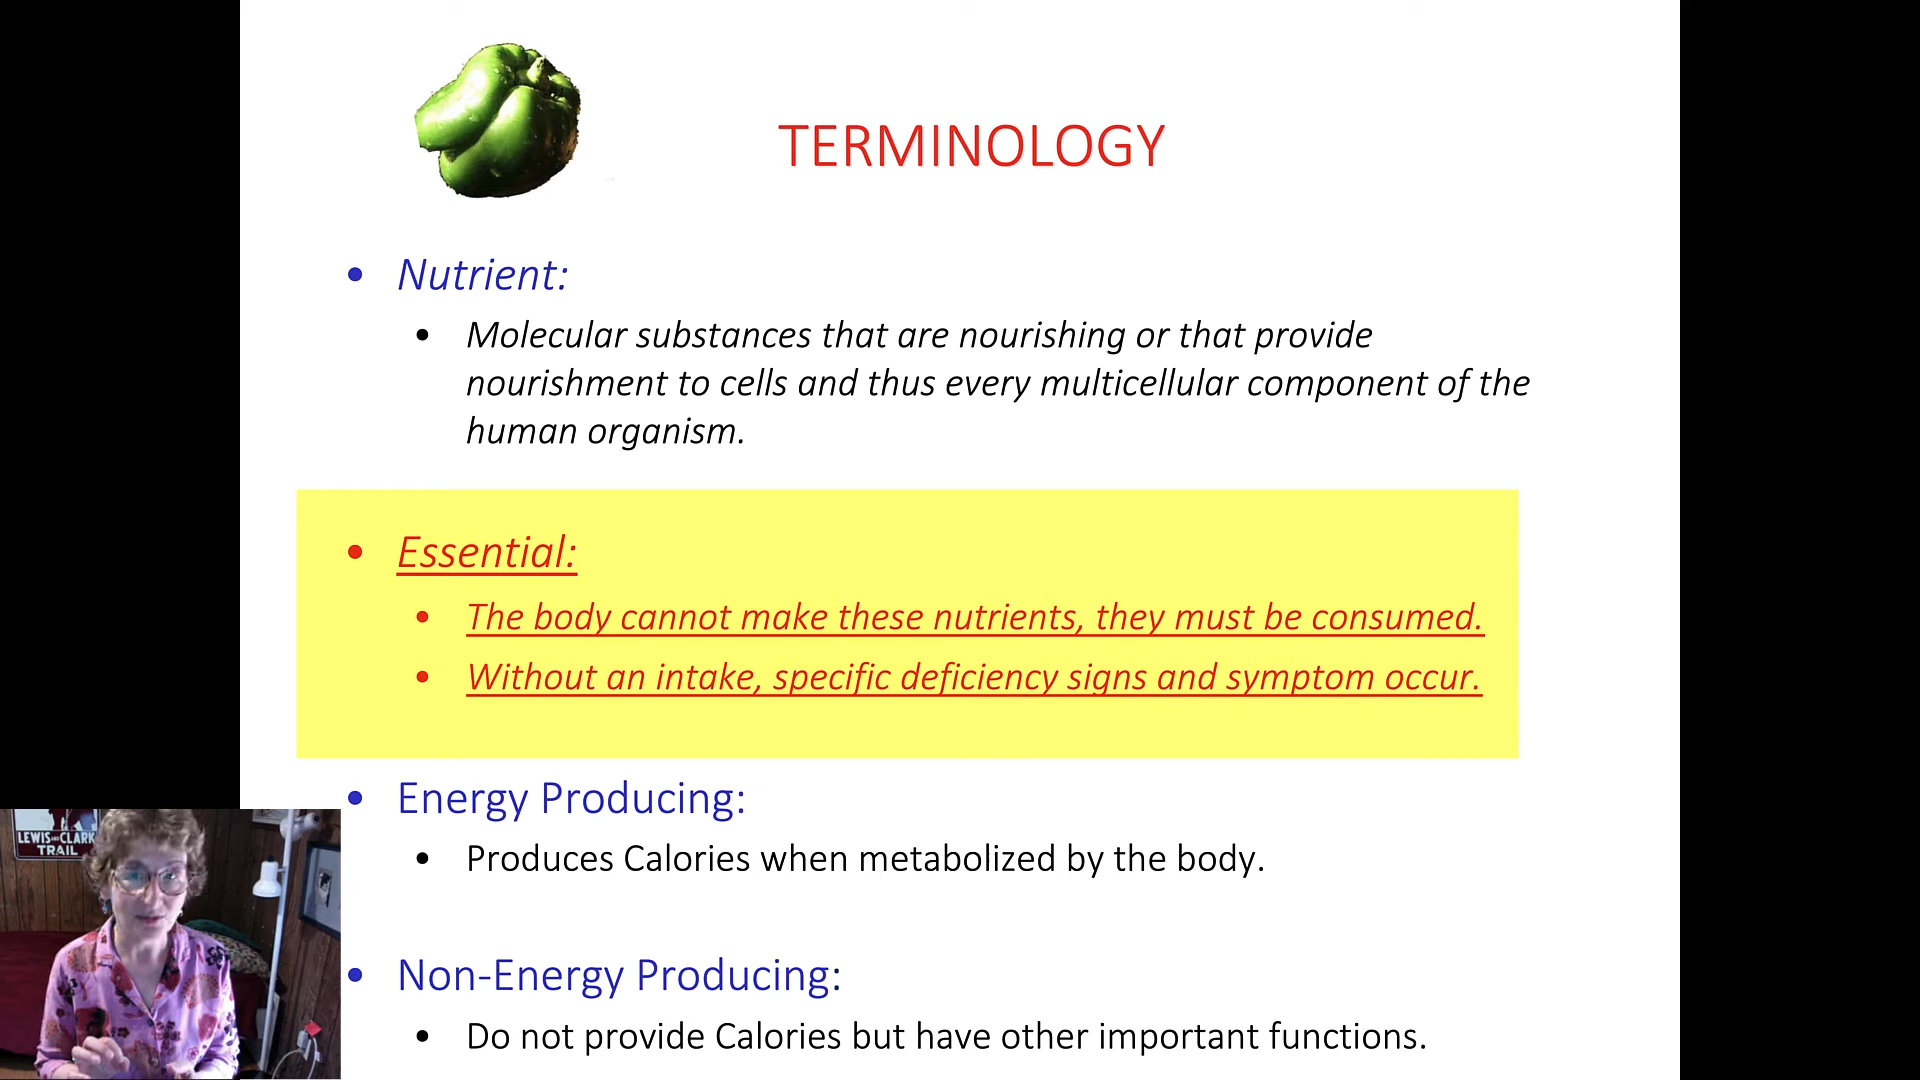 TERMINOLOGY
Nutrient:
Molecular substances that are nourishing or that provide
nourishment to cells and thus every multicellular component of the
human organism.
Essential:
The body cannot make these nutrients, they must be consumed.
Without an intake, specific deficiency signs and symptom occur.
Energy Producing:
Produces Calories when metabolized by the body.
Non-Energy Producing:
Do not provide Calories but have other important functions.
LEWIS AND CLARK
TRAIL